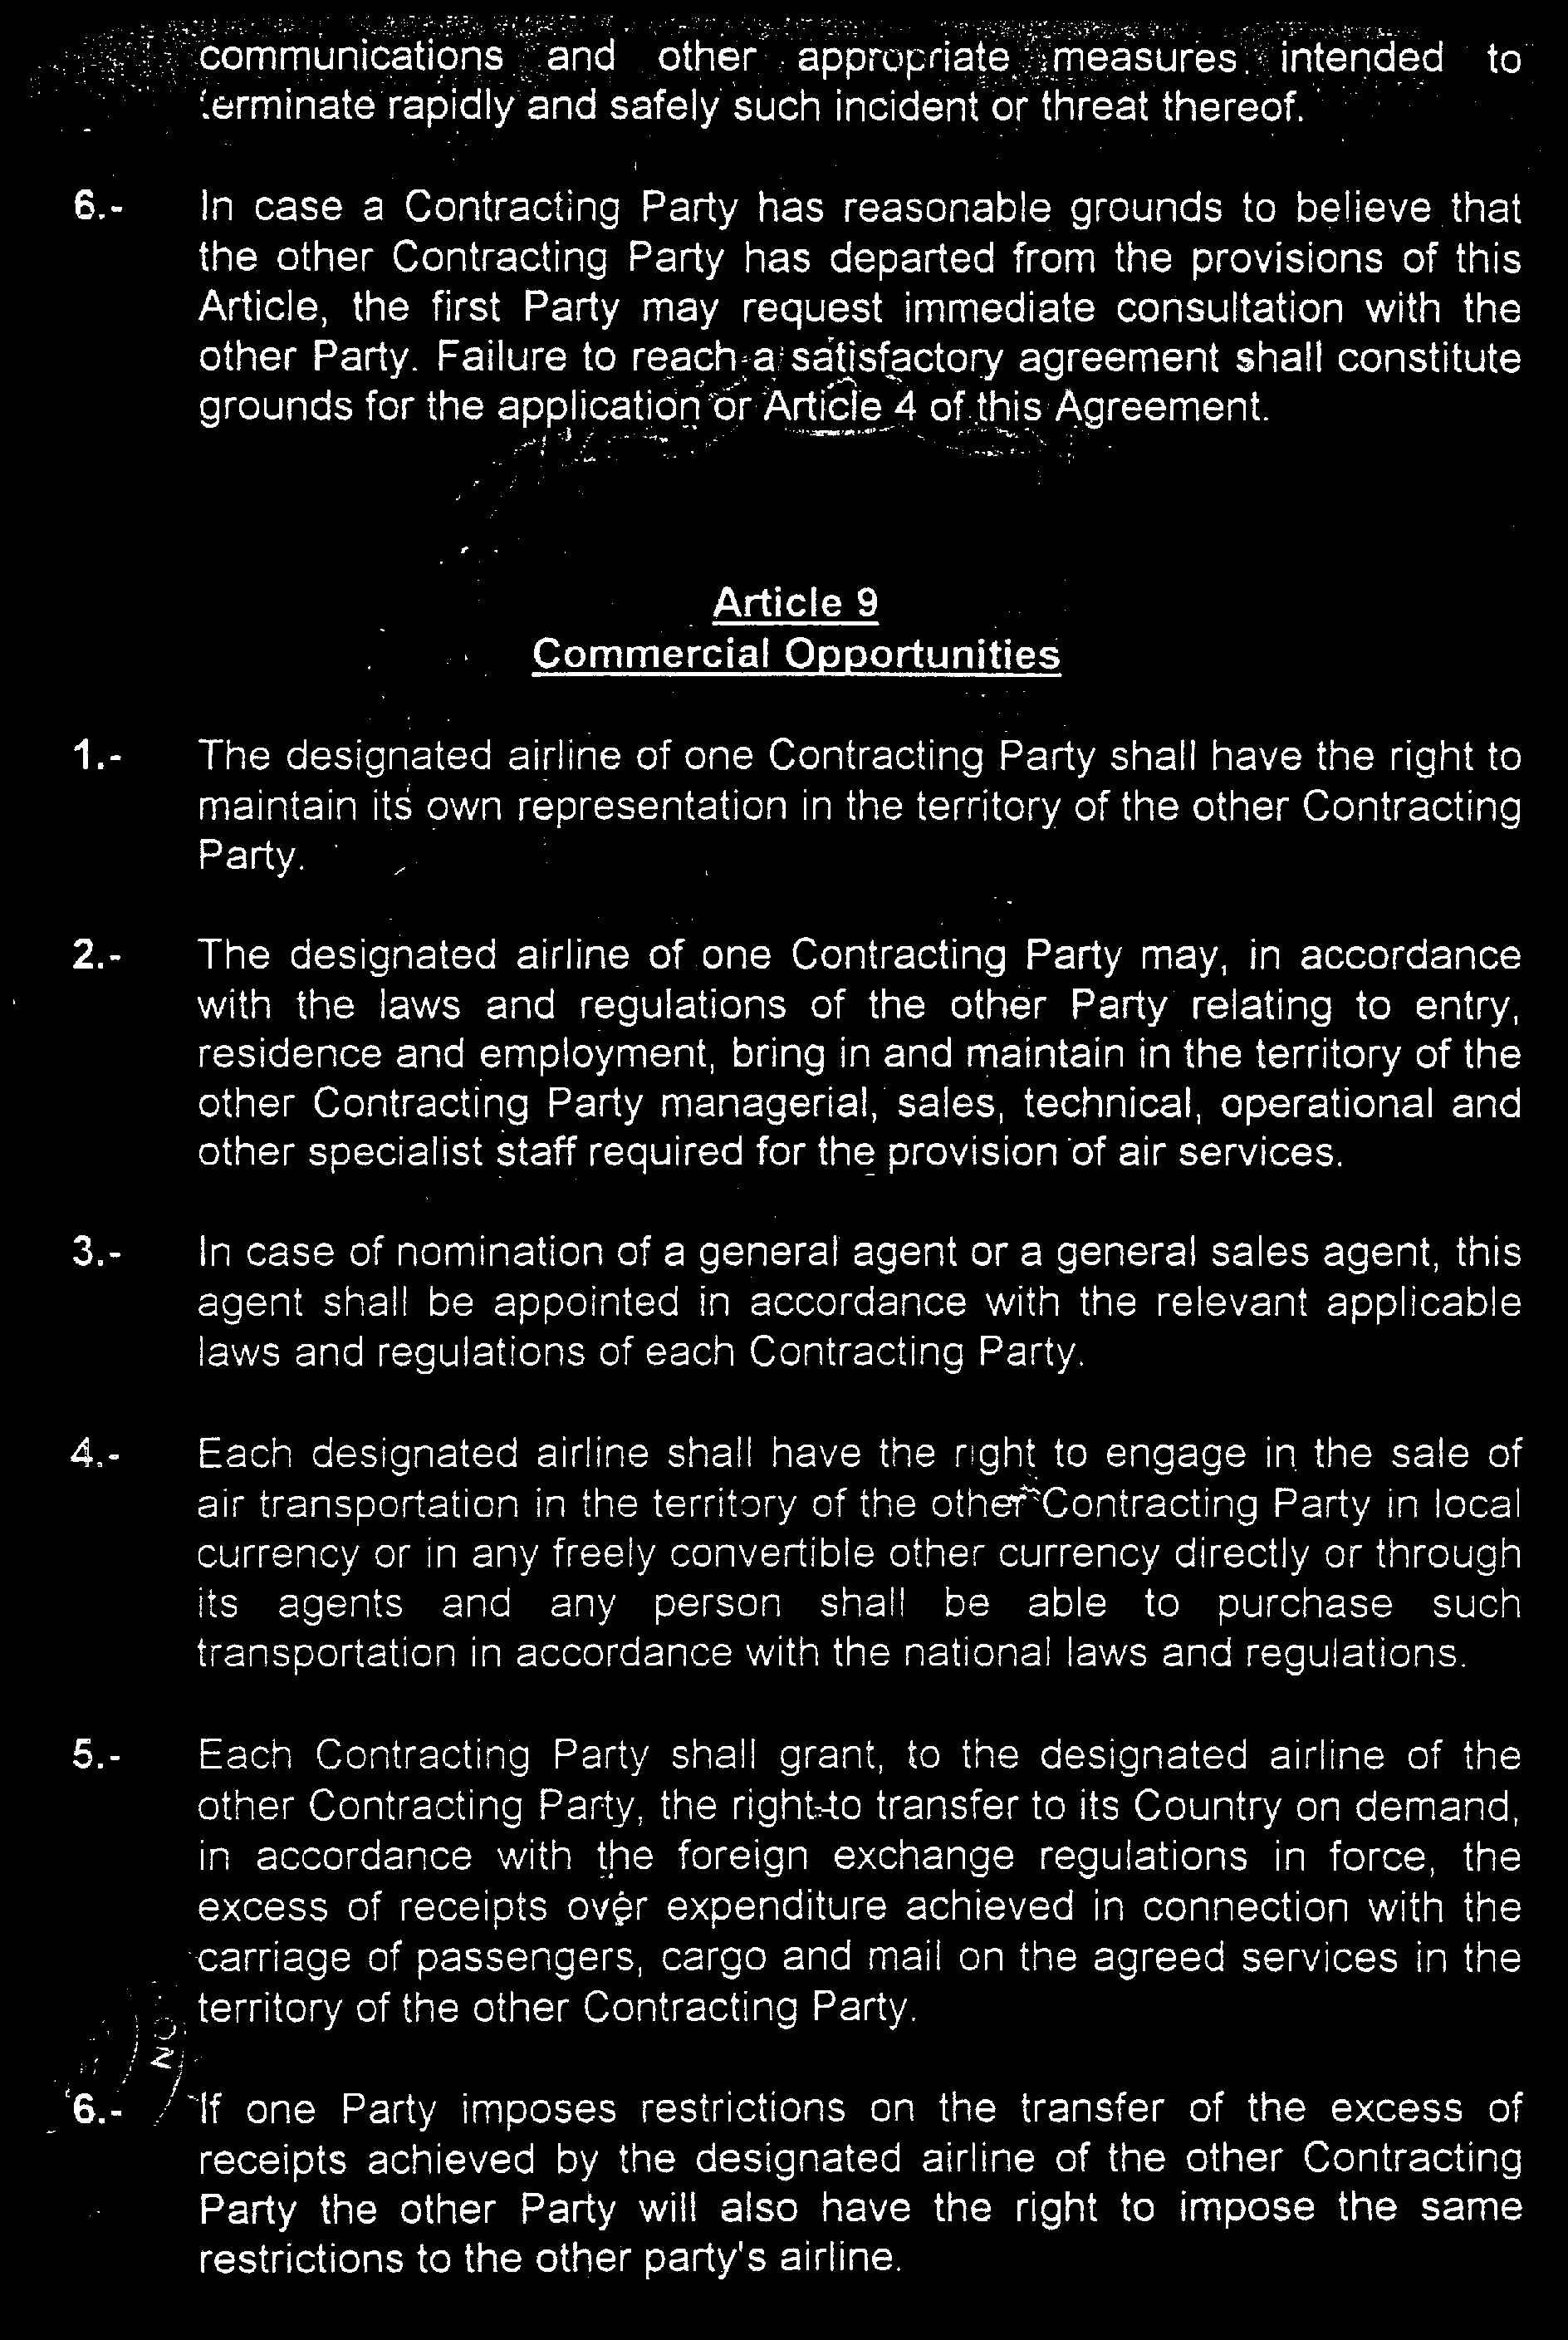 communications and other appropriate measures intended to
terminate rapidly and safely such incident or threat thereof.
6.- In case a Contracting Party has reasonable grounds to believe that
the other Contracting Party has departed from the provisions of this
Article, the first Party may request immediate consultation with the
other Party. Failure to reach a satisfactory agreement shall constitute
grounds for the application or Article 4 of this Agreement.
Article 9
Commercial Opportunities
1.- The designated airline of one Contracting Party shall have the right to
maintain its own representation in the territory of the other Contracting
Party.
2.- The designated airline of one Contracting Party may, in accordance
with the laws and regulations of the other Party relating to entry,
residence and employment, bring in and maintain in the territory of the
other Contracting Party managerial, sales, technical, operational and
other specialist staff required for the provision of air services.
3.- In case of nomination of a general agent or a general sales agent, this
agent shall be appointed in accordance with the relevant applicable
laws and regulations of each Contracting Party.
4.- Each designated airline shall have the right to engage in the sale of
air transportation in the territory of the other Contracting Party in local
currency or in any freely convertible other currency directly or through
its agents and any person shall be able to purchase such
transportation in accordance with the national laws and regulations.
5.- Each Contracting Party shall grant, to the designated airline of the
other Contracting Party, the right to transfer to its Country on demand,
in accordance with the foreign exchange regulations in force, the
excess of receipts over expenditure achieved in connection with the
carriage of passengers, cargo and mail on the agreed services in the
territory of the other Contracting Party.
6.- If one Party imposes restrictions on the transfer of the excess of
receipts achieved by the designated airline of the other Contracting
Party the other Party will also have the right to impose the same
restrictions to the other party's airline.